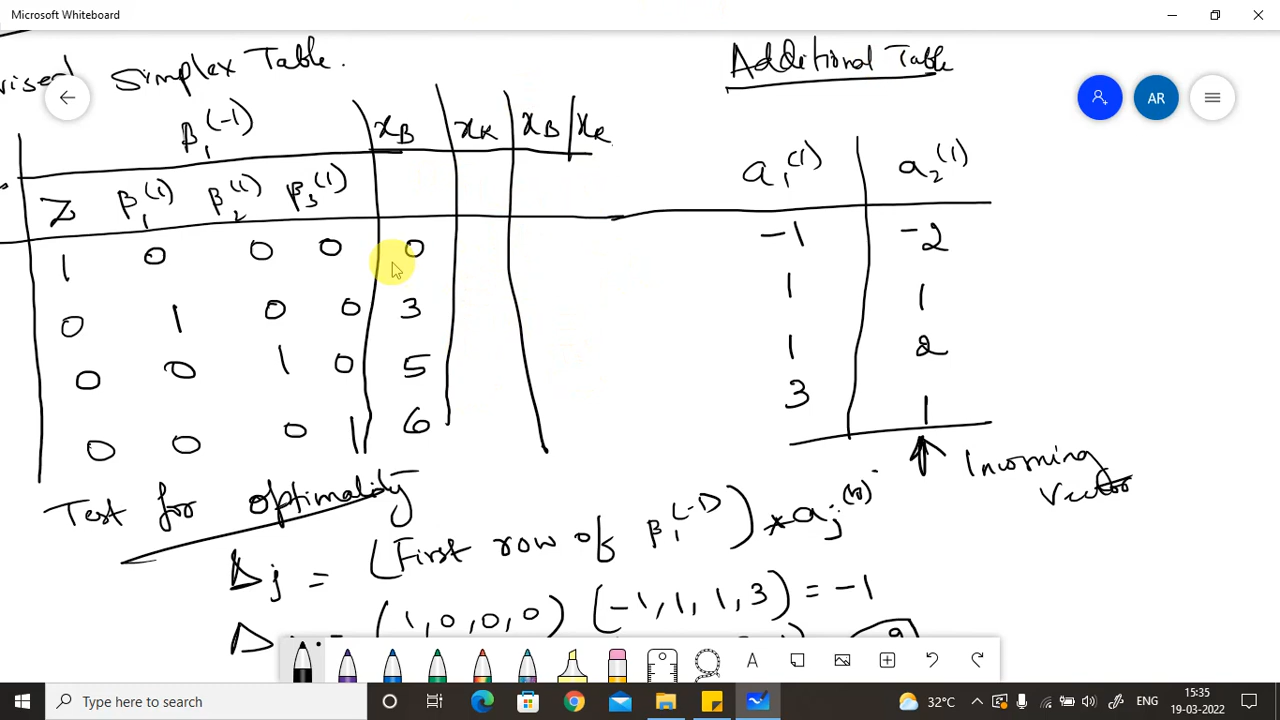 Microsoft Whiteboard
Simplex Table.
Additional Table
β₁^(-1)
x_B x_K x_B/x_K
Z β₁^(1) β₂^(1) β₃^(1)
1 0 0 0 0
0 1 0 0 3
0 0 1 0 5
0 0 0 1 6
a₁^(1) a₂^(1)
-1 -2
1 1
1 2
3 1
Incoming
Vector
Test for optimality
Δj = (First row of β₁^(-1)) * aj
(1, 0, 0, 0) (-1, 1, 1, 3) = -1
AR
A
Type here to search
32°C
ENG
15:35
19-03-2022